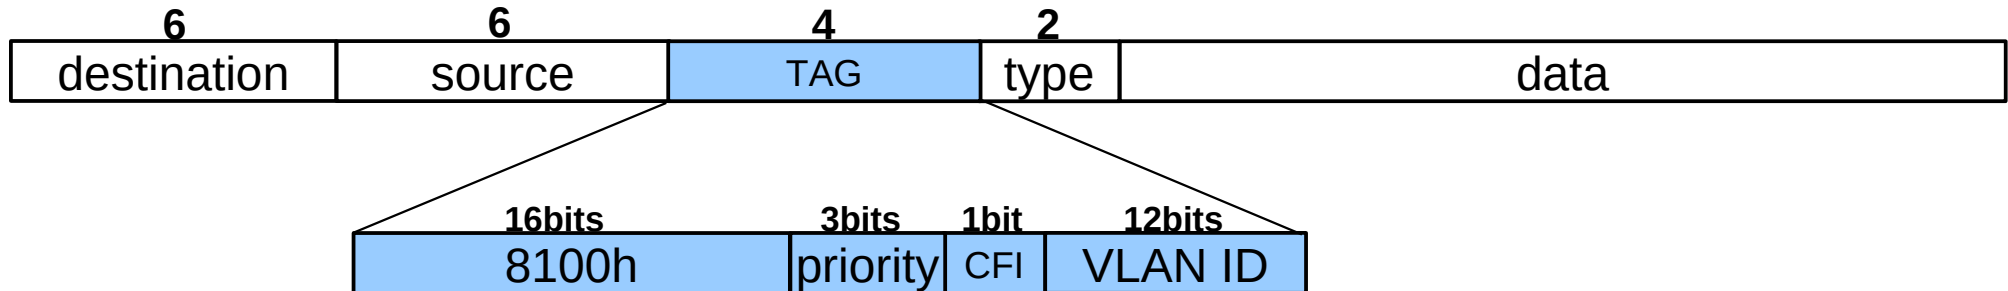 6 6 4 2
destination source TAG type data
16bits 3bits 1bit 12bits
8100h priority CFI VLAN ID